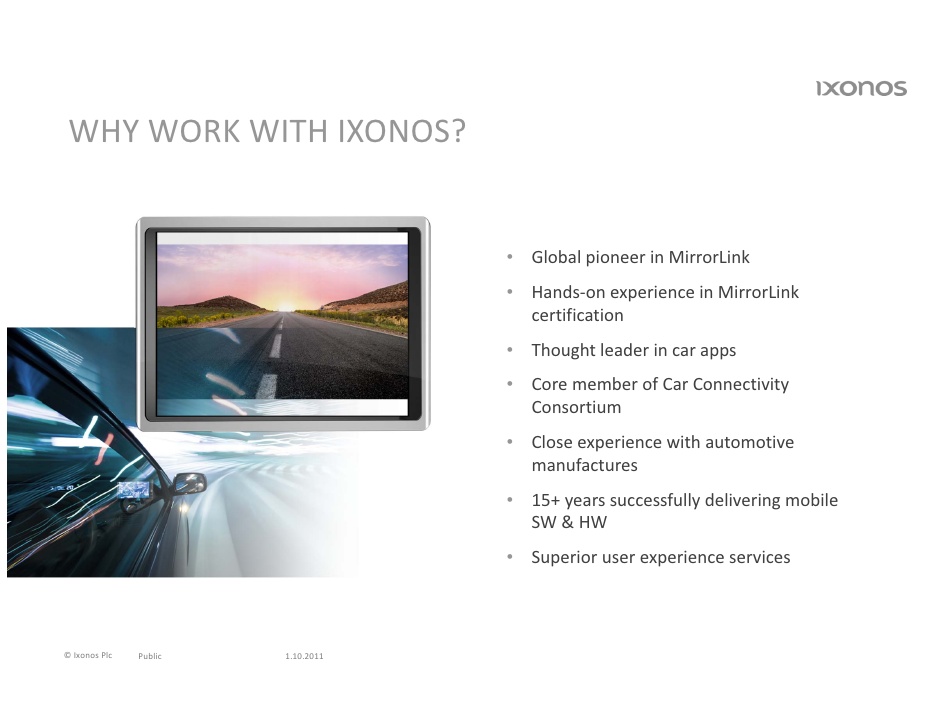 ixonos
WHY WORK WITH IXONOS?
• Global pioneer in MirrorLink
• Hands-on experience in MirrorLink
certification
• Thought leader in car apps
• Core member of Car Connectivity
Consortium
• Close experience with automotive
manufactures
• 15+ years successfully delivering mobile
SW & HW
• Superior user experience services
© Ixonos Plc Public 1.10.2011